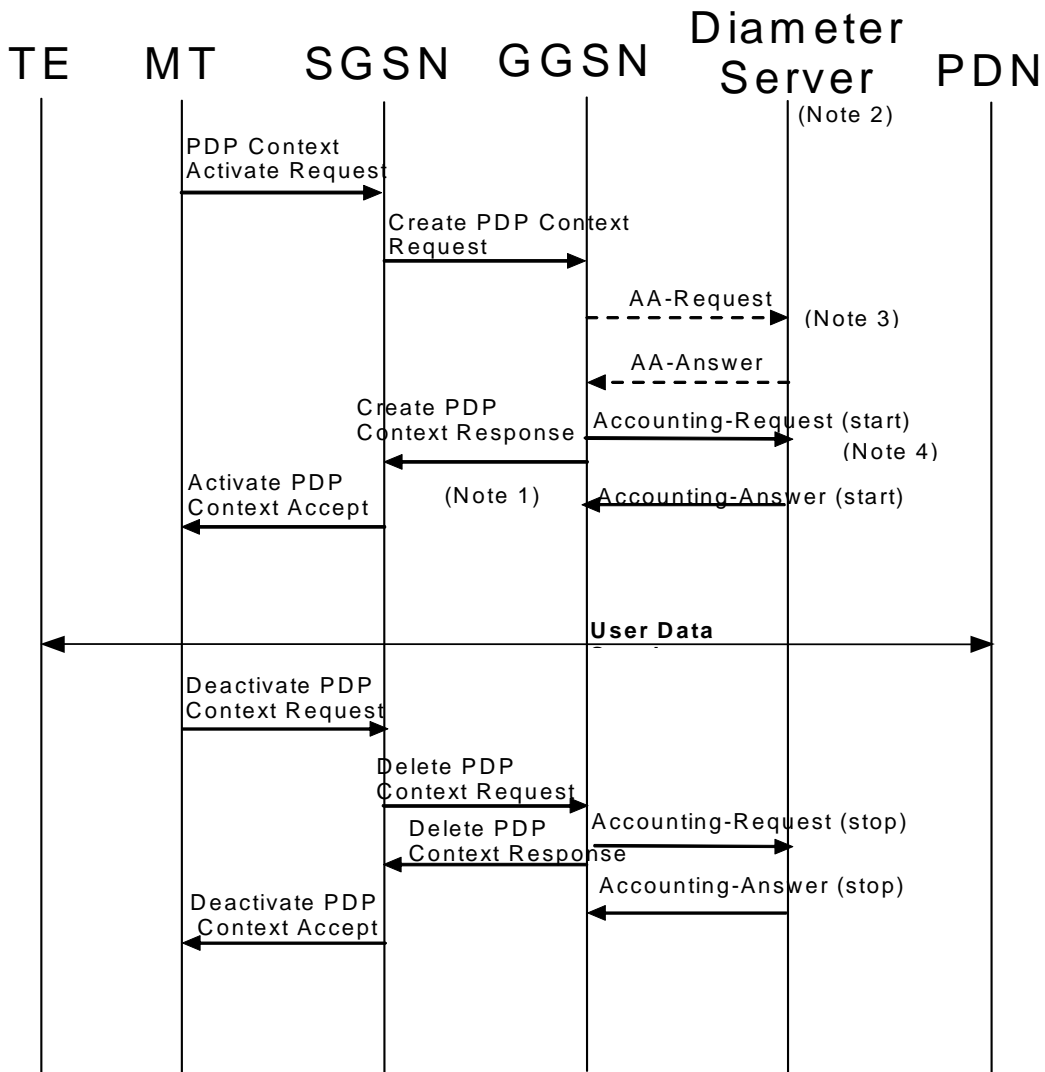 TE MT SGSN GGSN Diameter Server PDN
(Note 2)
PDP Context
Activate Request
Create PDP Context
Request
AA-Request
(Note 3)
AA-Answer
Create PDP
Context Response
Accounting-Request (start)
(Note 4)
Activate PDP
Context Accept
(Note 1)
Accounting-Answer (start)
User Data
Deactivate PDP
Context Request
Delete PDP
Context Request
Accounting-Request (stop)
Delete PDP
Context Response
Accounting-Answer (stop)
Deactivate PDP
Context Accept